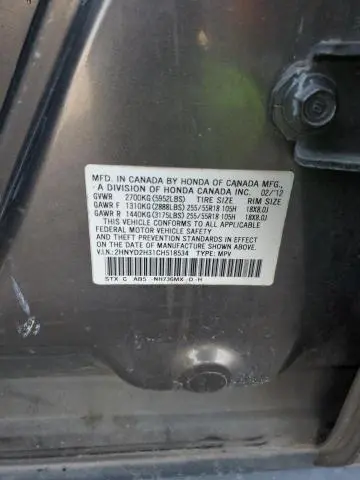 MFD. IN CANADA BY HONDA OF CANADA MFG.,
A DIVISION OF HONDA CANADA INC. 02/'12
GVWR 2700KG(5952LBS) TIRE SIZE RIM SIZE
GAWR F 1310KG(2888LBS) 255/55R18 105H 18X8.0J
GAWR R 1440KG(3175LBS) 255/55R18 105H 18X8.0J
THIS VEHICLE CONFORMS TO ALL APPLICABLE
FEDERAL MOTOR VEHICLE SAFETY
AND THEFT PREVENTION STANDARDS IN EFFECT
ON THE DATE OF MANUFACTURE SHOWN ABOVE.
V.I.N.: 2HNYD2H31CH518534 TYPE: MPV
STX C ABS NH736MX -D -H